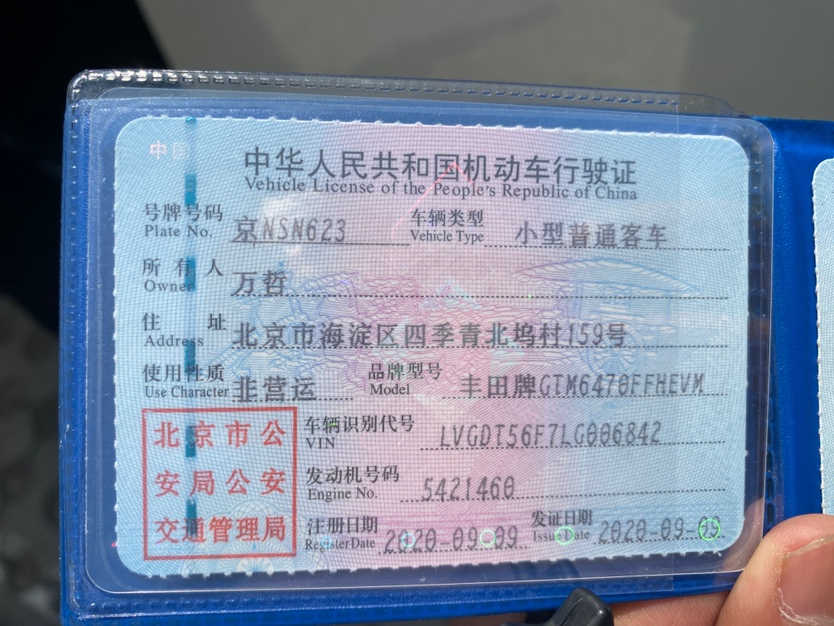 中国
中华人民共和国机动车行驶证
Vehicle License of the People's Republic of China
号牌号码 京NSN623 车辆类型 小型普通客车
Plate No. Vehicle Type
所有人 万哲
Owner
住址 北京市海淀区四季青北坞村159号
Address
使用性质 非营运 品牌型号 丰田牌GTM6470FFHEVM
Use Character Model
北京市公
安局公安
交通管理局
车辆识别代号 LVGDT56F7LG006842
VIN
发动机号码 5421460
Engine No.
注册日期 2020-09-09 发证日期 2020-09-09
Register Date Issue Date